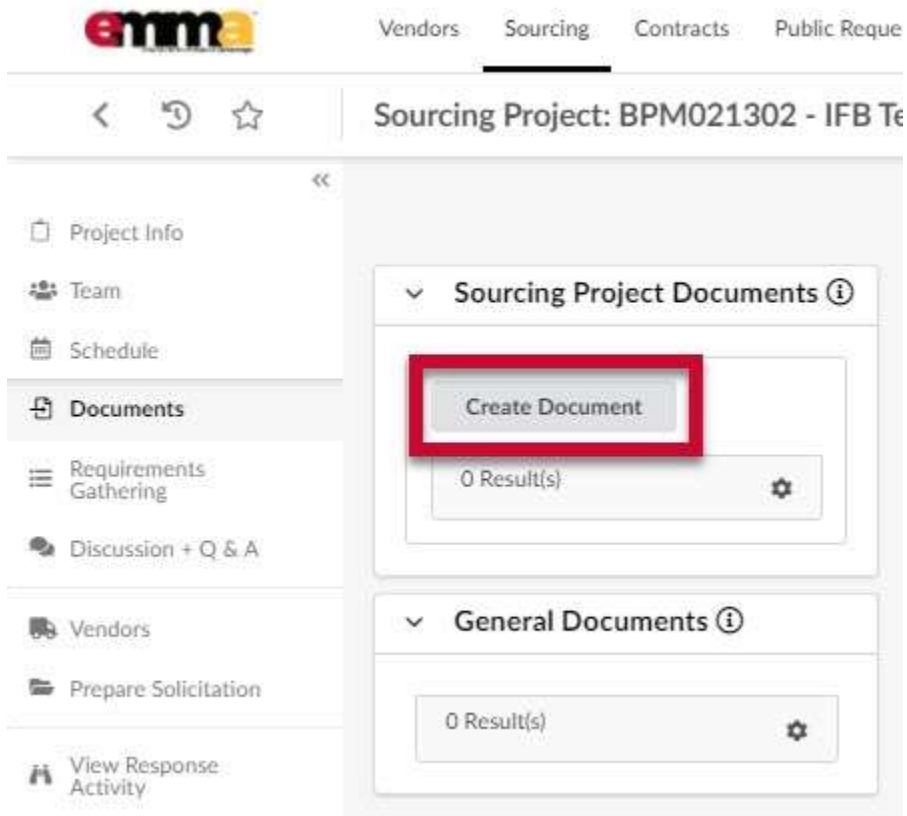 emma
Vendors Sourcing Contracts Public Reque
Sourcing Project: BPM021302 - IFB Te
Project Info
Team
Schedule
Documents
Requirements
Gathering
Discussion + Q & A
Vendors
Prepare Solicitation
View Response
Activity
Sourcing Project Documents
Create Document
0 Result(s)
General Documents
0 Result(s)